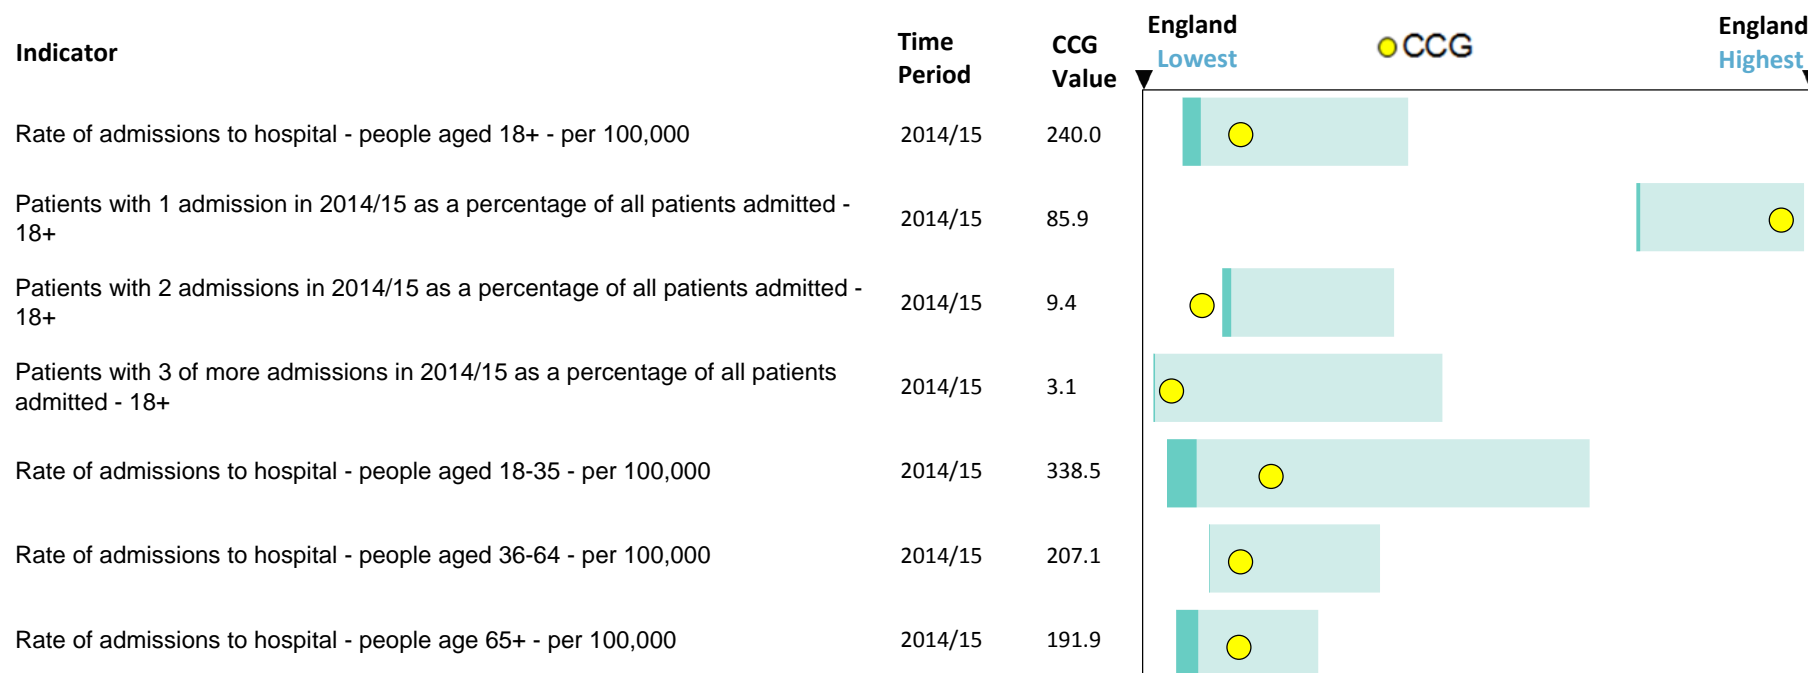 Indicator
Time
Period
CCG
Value
England
Lowest
CCG
England
Highest
Rate of admissions to hospital - people aged 18+ - per 100,000 2014/15 240.0
Patients with 1 admission in 2014/15 as a percentage of all patients admitted -
18+
2014/15 85.9
Patients with 2 admissions in 2014/15 as a percentage of all patients admitted -
18+
2014/15 9.4
Patients with 3 of more admissions in 2014/15 as a percentage of all patients
admitted - 18+
2014/15 3.1
Rate of admissions to hospital - people aged 18-35 - per 100,000 2014/15 338.5
Rate of admissions to hospital - people aged 36-64 - per 100,000 2014/15 207.1
Rate of admissions to hospital - people age 65+ - per 100,000 2014/15 191.9